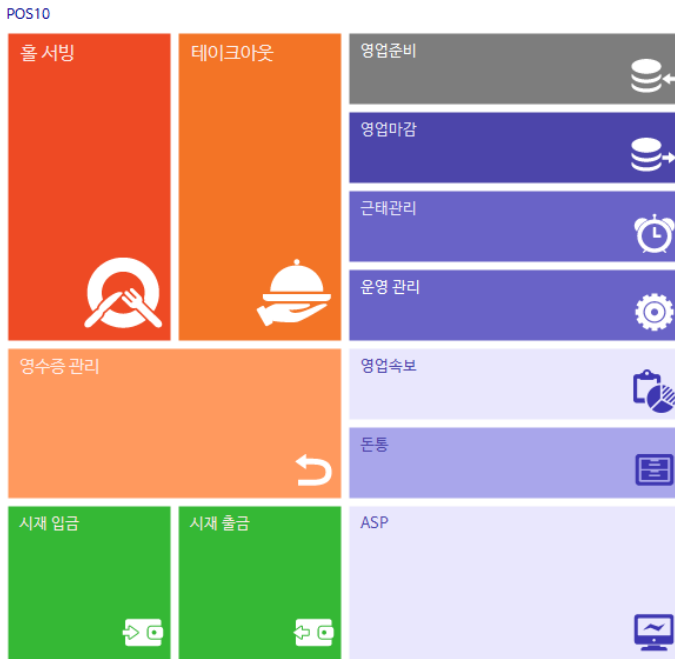 POS10
홀 서빙
테이크아웃
영업준비
영업마감
근태관리
운영 관리
영수증 관리
영업속보
돈통
시재 입금
시재 출금
ASP